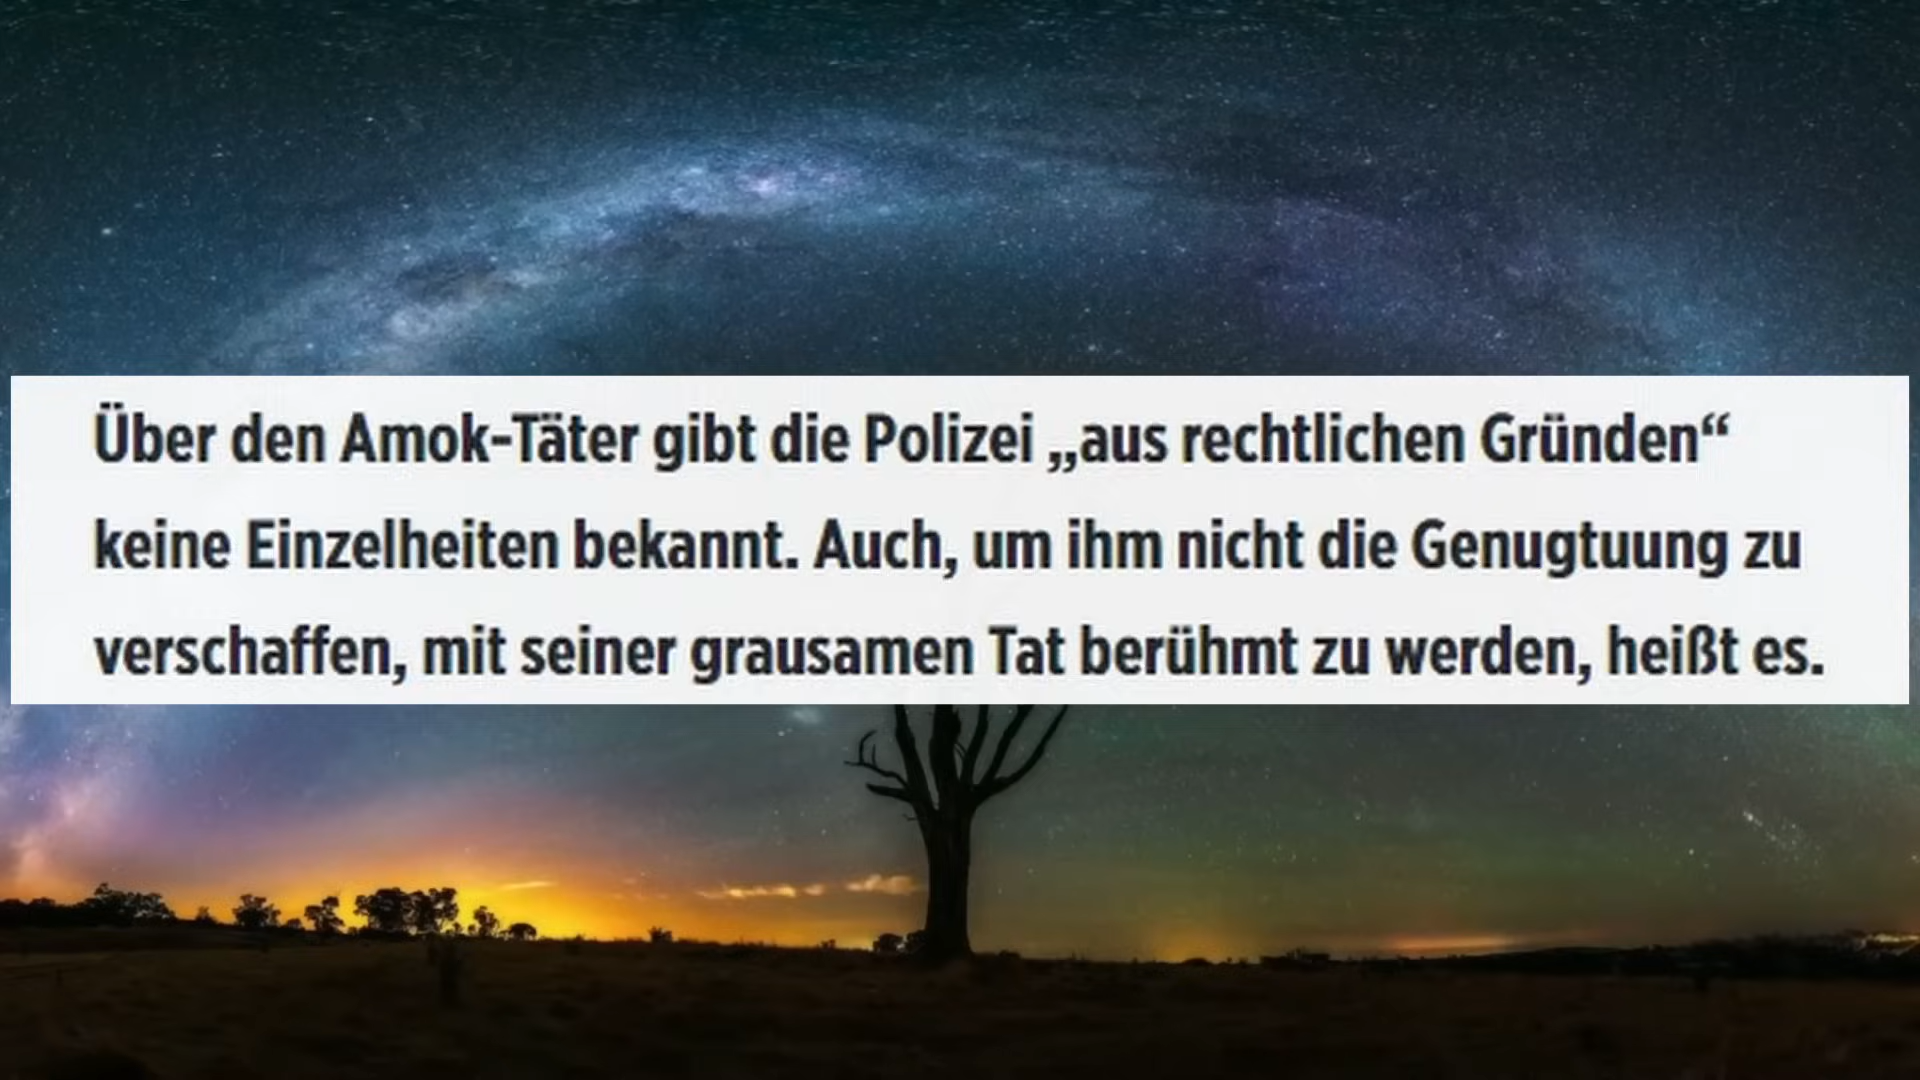 Über den Amok-Täter gibt die Polizei „aus rechtlichen Gründen“
keine Einzelheiten bekannt. Auch, um ihm nicht die Genugtuung zu
verschaffen, mit seiner grausamen Tat berühmt zu werden, heißt es.